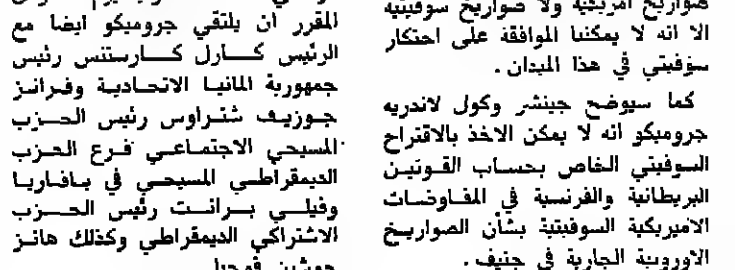 صواريخ امريكية ولا صواريخ سوفيتية
الا انه لا يمكننا الموافقة على احتكار
سوفيتي في هذا الميدان .
كما سيوضح جينشر وكول لاندريه
جروميكو انه لا يمكن الاخذ بالاقتراح
السوفيتي الخاص بحساب القوتين
البريطانية والفرنسية في المفاوضات
الاميريكية السوفيتية بشأن الصواريخ
الاوروبية الجارية في جنيف .
المقرر ان يلتقي جروميكو ايضا مع
الرئيس كارل كارستنس رئيس
جمهورية المانيا الاتحادية وفرانز
جوزيف شتراوس رئيس الحزب
المسيحي الاجتماعي فرع الحزب
الديمقراطي المسيحي في بافاريا
وفيلي برانت رئيس الحزب
الاشتراكي الديمقراطي وكذلك هانز